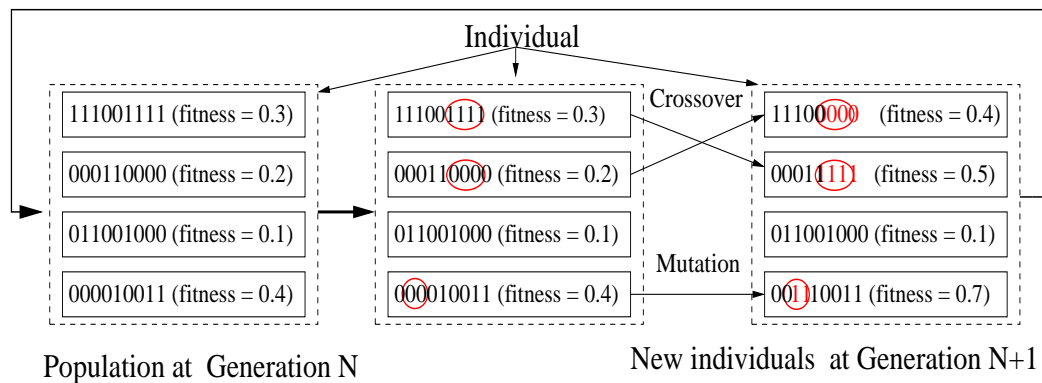 Individual
Crossover
111001111 (fitness = 0.3)
000110000 (fitness = 0.2)
011001000 (fitness = 0.1)
000010011 (fitness = 0.4)
111001111 (fitness = 0.3)
000110000 (fitness = 0.2)
011001000 (fitness = 0.1)
000010011 (fitness = 0.4)
Mutation
111000000 (fitness = 0.4)
000111111 (fitness = 0.5)
011001000 (fitness = 0.1)
001110011 (fitness = 0.7)
Population at Generation N
New individuals at Generation N+1